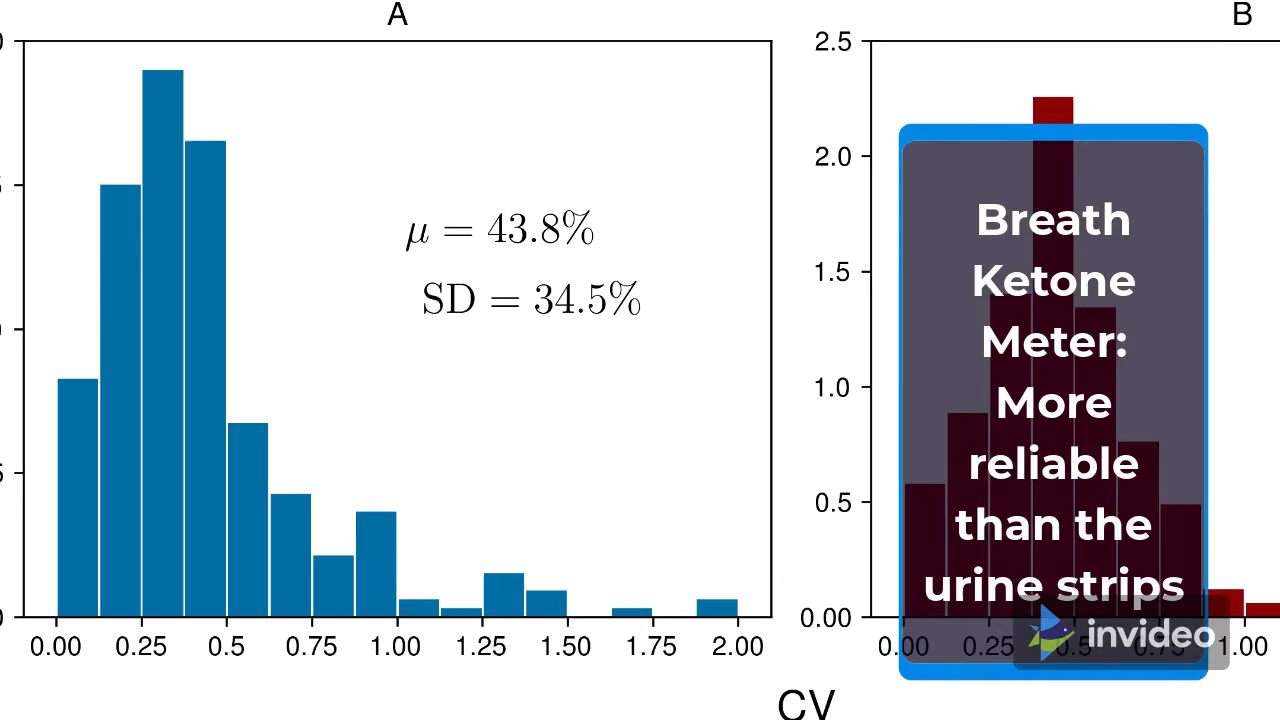 A
B
2.5
2.0
1.5
1.0
0.5
0.00
μ = 43.8%
SD = 34.5%
Breath
Ketone
Meter:
More
reliable
than the
urine strips
invideo
0.00 0.25 0.5 0.75 1.00 1.25 1.50 1.75 2.00
0.00 0.25 0.5 0.75 1.00
CV